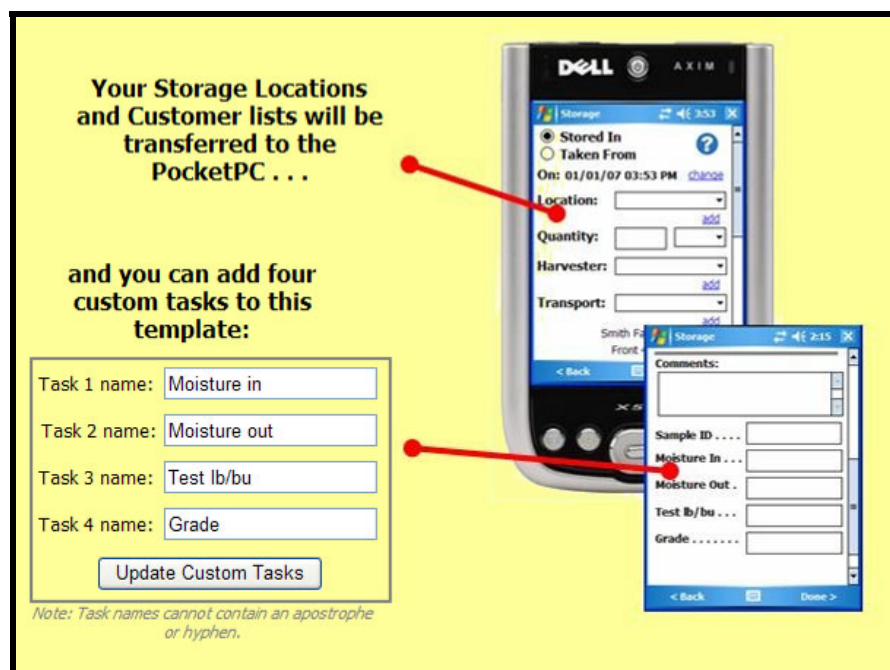 Your Storage Locations
and Customer lists will be
transferred to the
PocketPC . . .
and you can add four
custom tasks to this
template:
Task 1 name: Moisture in
Task 2 name: Moisture out
Task 3 name: Test lb/bu
Task 4 name: Grade
Update Custom Tasks
Note: Task names cannot contain an apostrophe
or hyphen.
DELL AXIM
Storage 3:53
Stored In
Taken From
On: 01/01/07 03:53 PM change
Location:
add
Quantity:
Harvester:
add
Transport:
add
Smith
Front
< Back
X5
Storage 2:15
Comments:
Sample ID . . . .
Moisture In . . .
Moisture Out .
Test lb/bu . . .
Grade . . . . . . .
< Back Done >